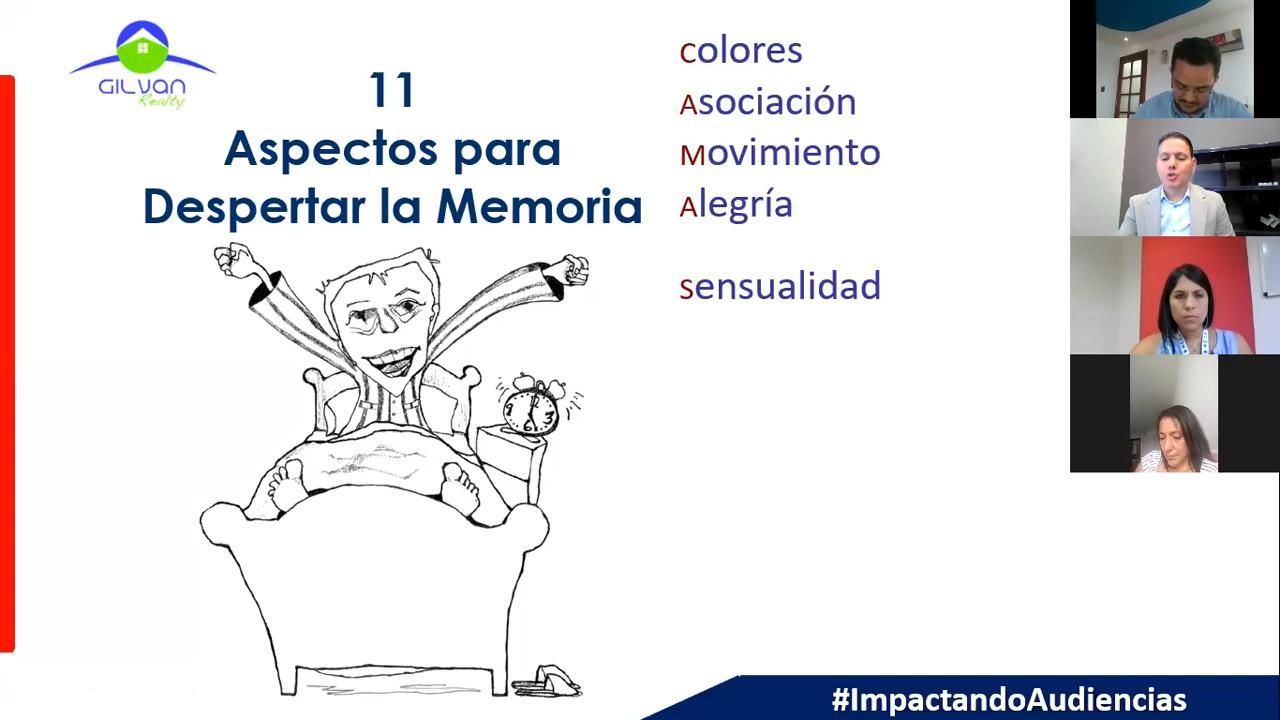 GILVAN
Realty
11
Aspectos para
Despertar la Memoria
Colores
Asociación
Movimiento
Alegría
Sensualidad
#ImpactandoAudiencias